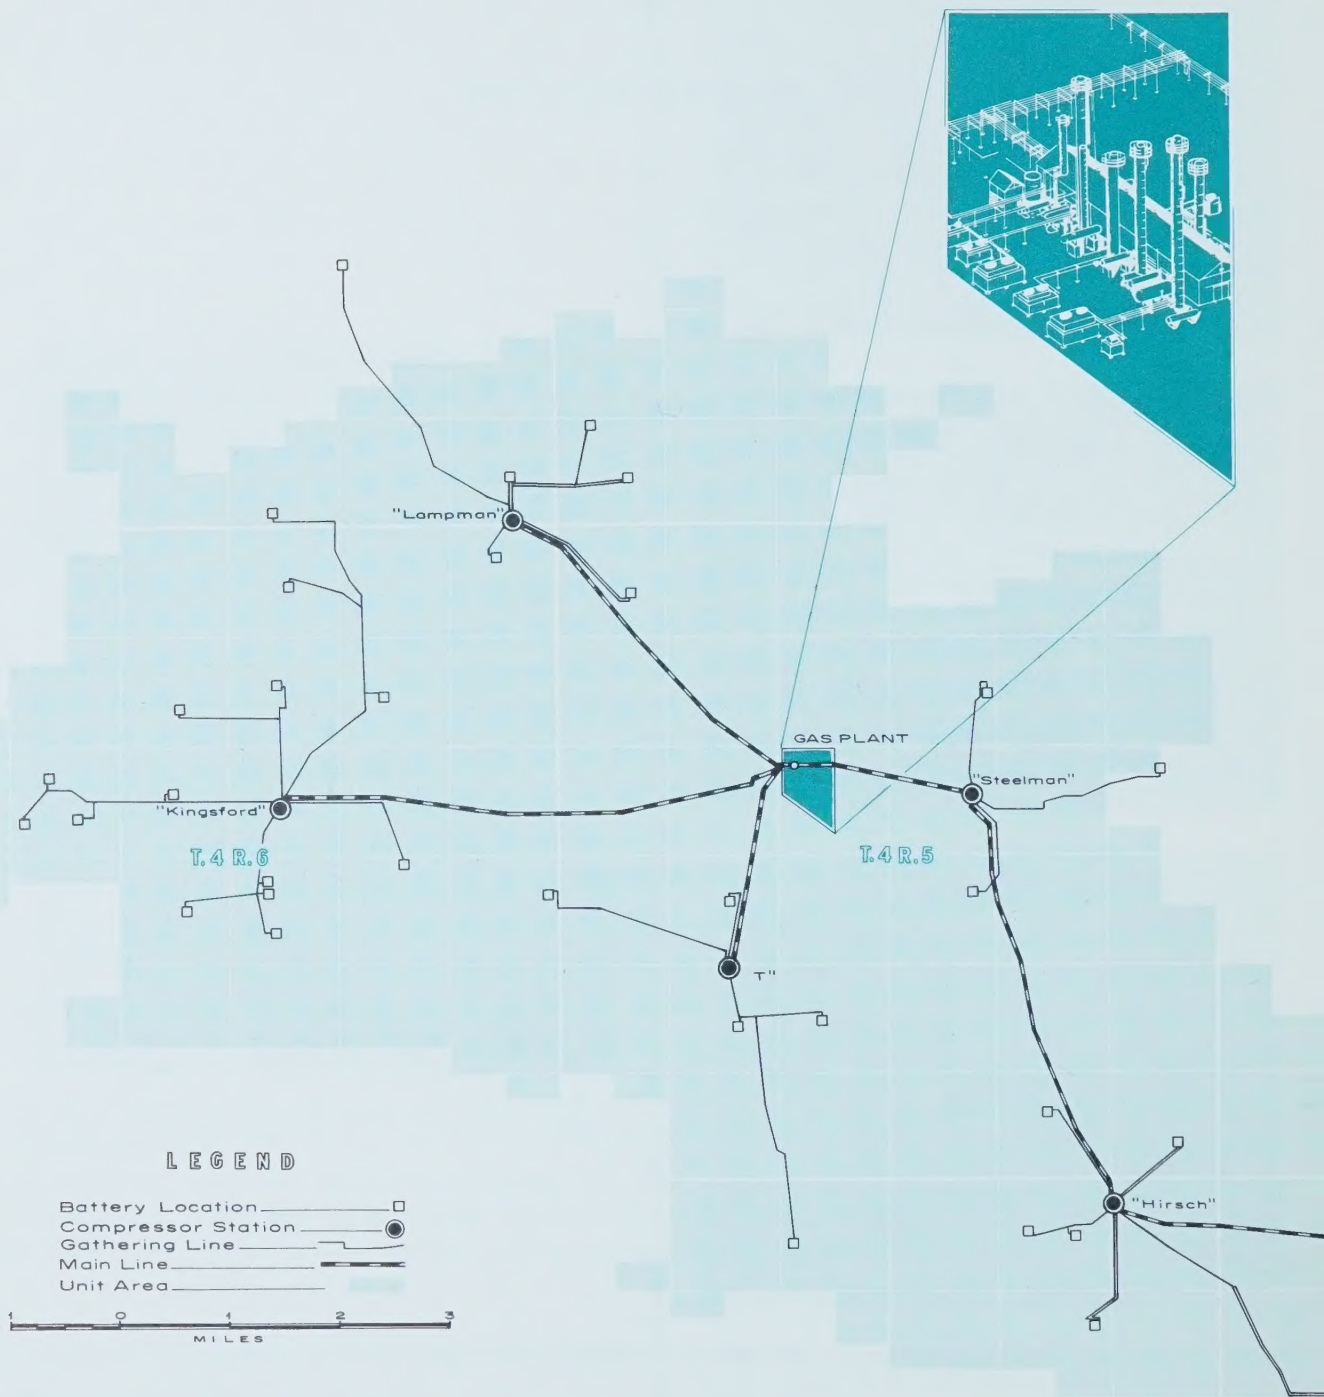 "Lampman"
GAS PLANT
"Steelman"
"Kingsford"
T.4 R.6
T.4 R.5
T"
"Hirsch"
LEGEND
Battery Location
Compressor Station
Gathering Line
Main Line
Unit Area
1 0 1 2 3
MILES